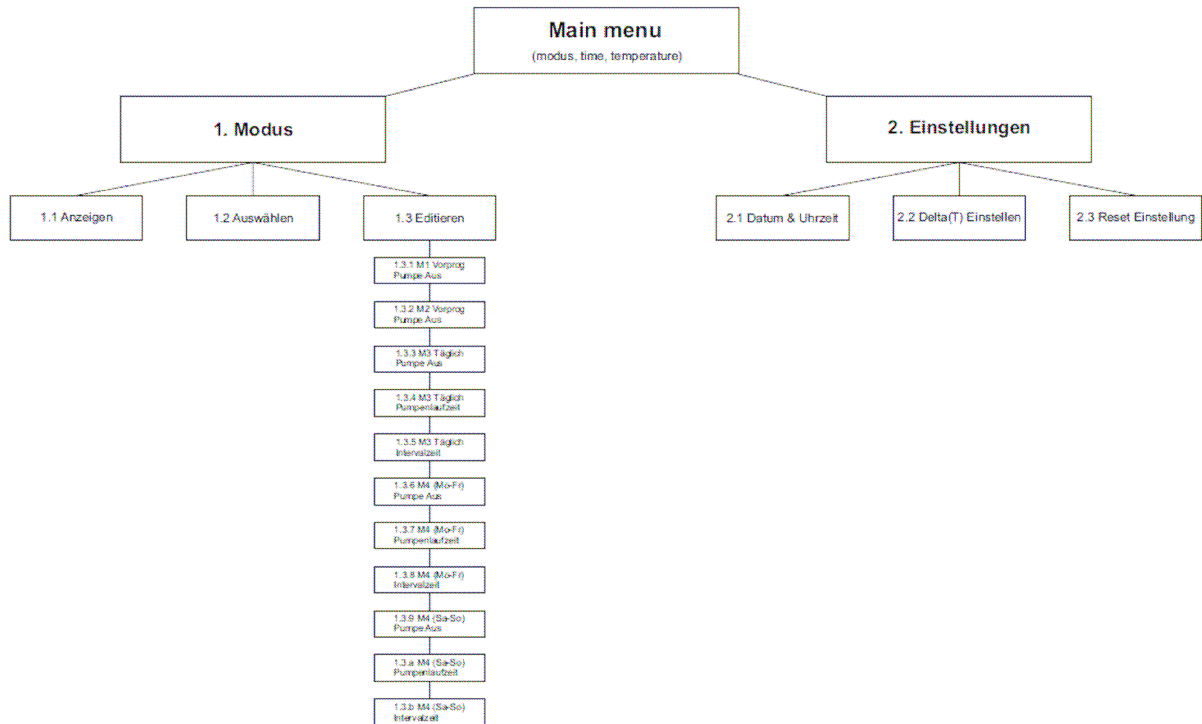 Main menu
(modus, time, temperature)
1. Modus
2. Einstellungen
1.1 Anzeigen
1.2 Auswählen
1.3 Editieren
2.1 Datum & Uhrzeit
2.2 Delta(T) Einstellen
2.3 Reset Einstellung
1.3.1 M1 Vorprog
Pumpe Aus
1.3.2 M2 Vorprog
Pumpe Aus
1.3.3 M3 Täglich
Pumpe Aus
1.3.4 M3 Täglich
Pumpenlaufzeit
1.3.5 M3 Täglich
Intervalzeit
1.3.6 M4 (Mo-Fr)
Pumpe Aus
1.3.7 M4 (Mo-Fr)
Pumpenlaufzeit
1.3.8 M4 (Mo-Fr)
Intervalzeit
1.3.9 M4 (Sa-So)
Pumpe Aus
1.3.a M4 (Sa-So)
Pumpenlaufzeit
1.3.b M4 (Sa-So)
Intervalzeit